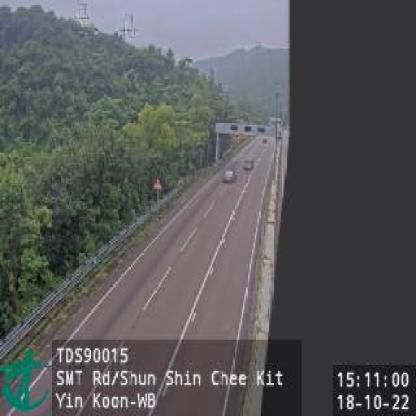 TDS90015
SMT Rd/Shun Shin Chee Kit
Yin Koon-WB
15:11:00
18-10-22